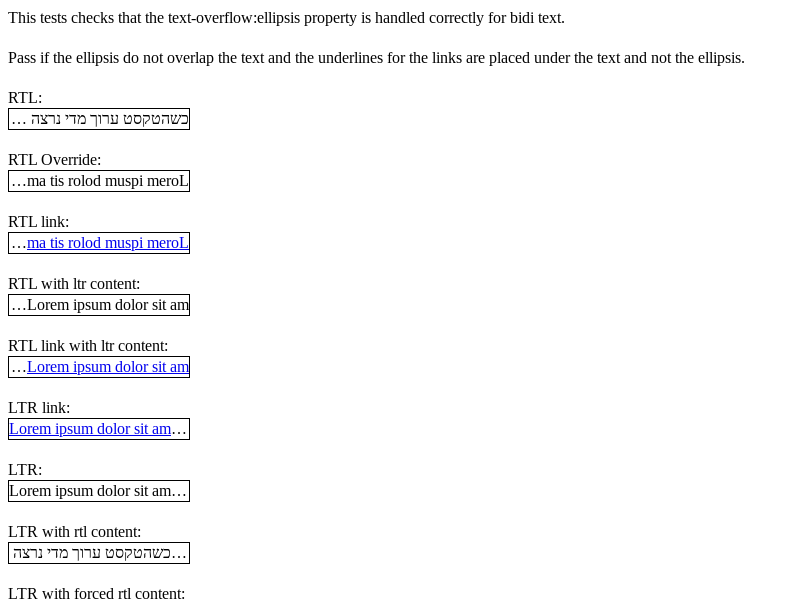 This tests checks that the text-overflow:ellipsis property is handled correctly for bidi text.
Pass if the ellipsis do not overlap the text and the underlines for the links are placed under the text and not the ellipsis.
RTL:
כשהטקסט ערוך מדי נרצה …
RTL Override:
…ma tis rolod muspi meroL
RTL link:
…ma tis rolod muspi meroL
RTL with ltr content:
…Lorem ipsum dolor sit am
RTL link with ltr content:
…Lorem ipsum dolor sit am
LTR link:
Lorem ipsum dolor sit am…
LTR:
Lorem ipsum dolor sit am…
LTR with rtl content:
…כשהטקסט ערוך מדי נרצה
LTR with forced rtl content: